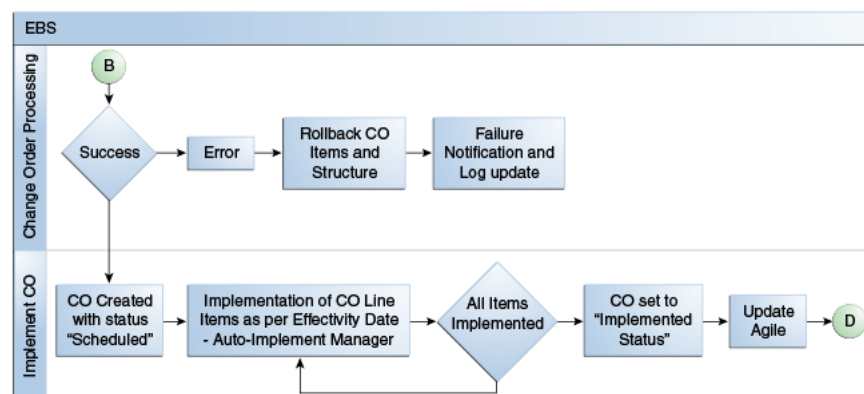 EBS
Change Order Processing
B
Success
Error
Rollback CO
Items and
Structure
Failure
Notification and
Log update
Implement CO
CO Created
with status
“Scheduled”
Implementation of CO Line
Items as per Effectivity Date
- Auto-Implement Manager
All Items
Implemented
CO set to
“Implemented
Status”
Update
Agile
D